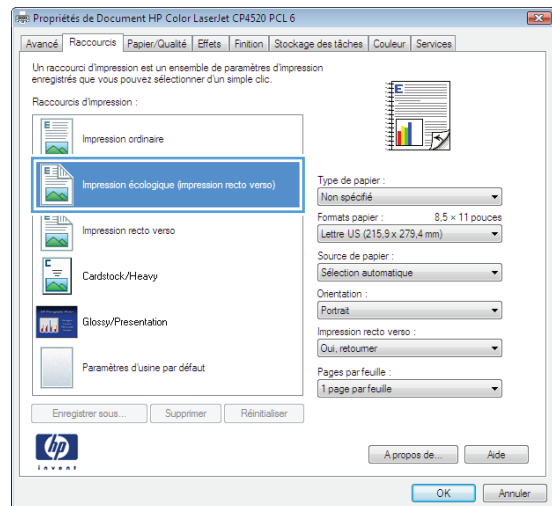 Propriétés de Document HP Color LaserJet CP4520 PCL 6
Avancé Raccourcis Papier/Qualité Effets Finition Stockage des tâches Couleur Services
Un raccourci d'impression est un ensemble de paramètres d'impression
enregistrés que vous pouvez sélectionner d'un simple clic.
Raccourcis d'impression :
Impression ordinaire
Impression écologique (impression recto verso)
Impression recto verso
Cardstock/Heavy
Glossy/Presentation
Paramètres d'usine par défaut
Enregistrer sous... Supprimer Réinitialiser
Type de papier :
Non spécifié
Formats papier : 8,5 × 11 pouces
Lettre US (215,9 x 279,4 mm)
Source de papier :
Sélection automatique
Orientation :
Portrait
Impression recto verso :
Oui, retourner
Pages par feuille :
1 page par feuille
hp
invent
A propos de... Aide
OK Annuler